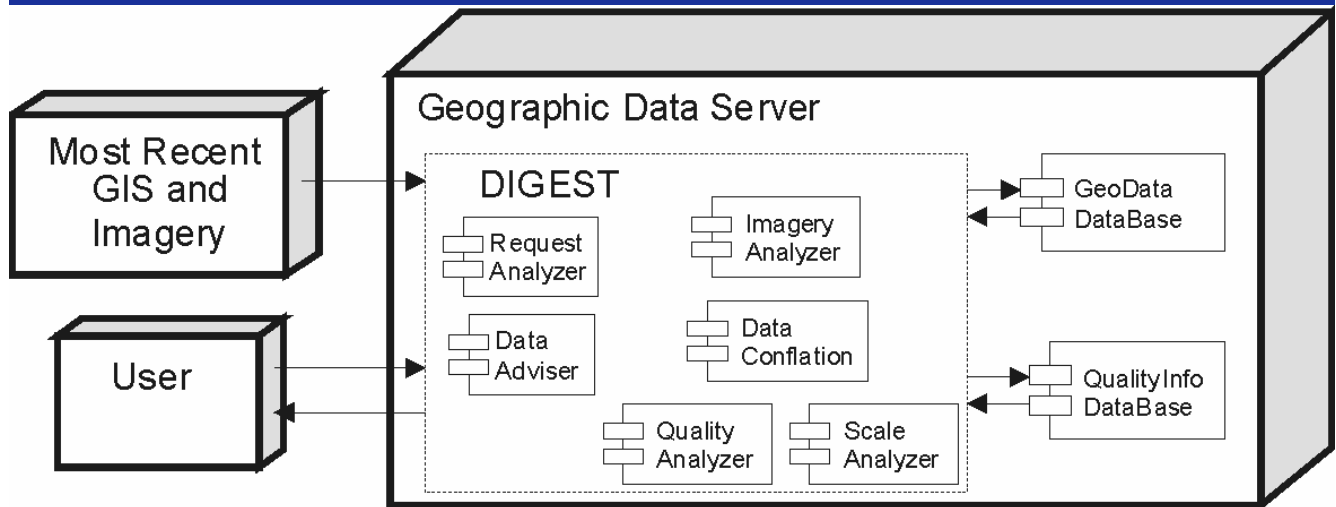 Geographic Data Server
Most Recent
GIS and
Imagery
DIGEST
Request
Analyzer
Imagery
Analyzer
GeoData
DataBase
User
Data
Adviser
Data
Conflation
Quality
Analyzer
Scale
Analyzer
QualityInfo
DataBase